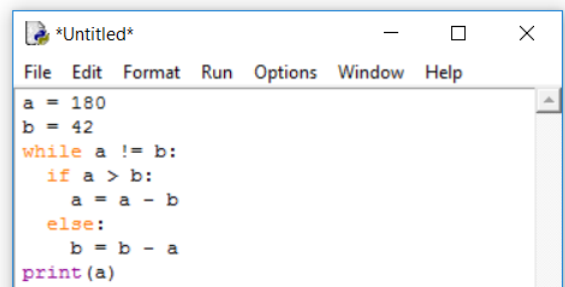 *Untitled*
File Edit Format Run Options Window Help
a = 180
b = 42
while a != b:
  if a > b:
    a = a - b
  else:
    b = b - a
print(a)